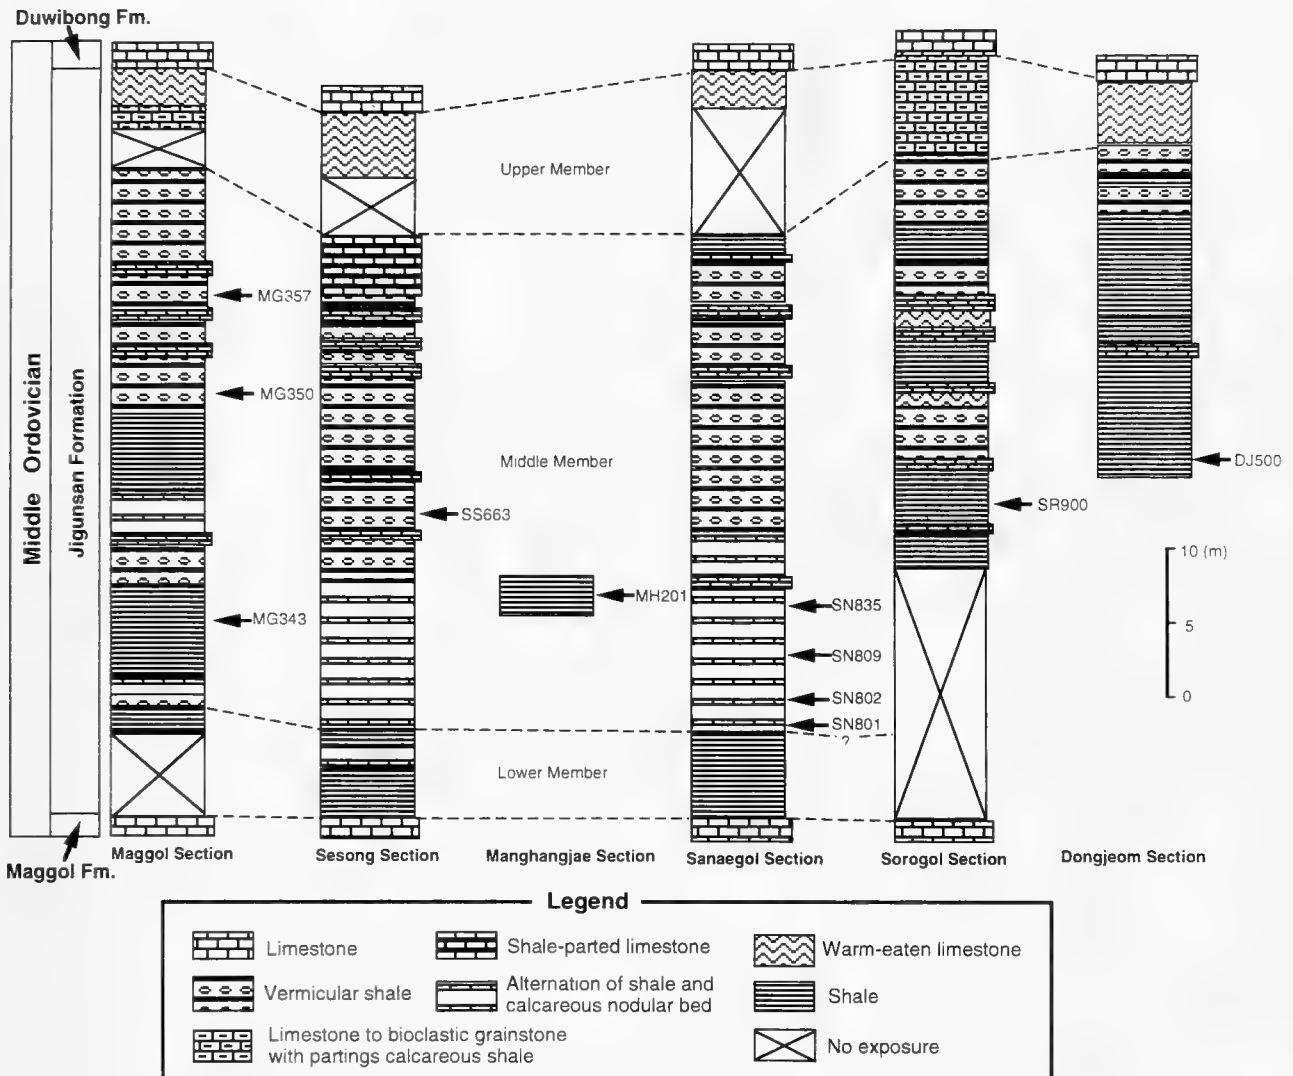 Duwibong Fm.
Middle Ordovician
Jigunsan Formation
Maggol Fm.
MG357
MG350
MG343
SS663
MH201
SN835
SN809
SN802
SN801
?
SR900
DJ500
Upper Member
Middle Member
Lower Member
10 (m)
5
0
Maggol Section
Sesong Section
Manghangjae Section
Sanaegol Section
Sorogol Section
Dongjeom Section
Legend
Limestone
Shale-parted limestone
Warm-eaten limestone
Vermicular shale
Alternation of shale and
calcareous nodular bed
Shale
Limestone to bioclastic grainstone
with partings calcareous shale
No exposure